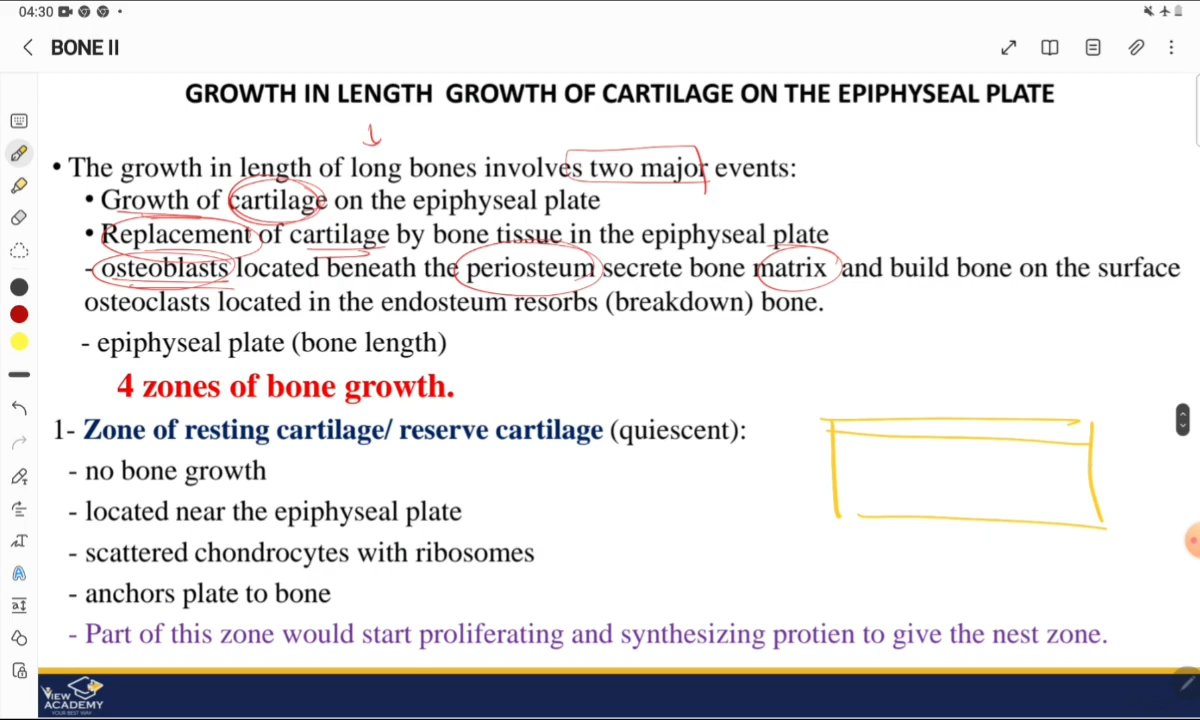 04:30
BONE II
GROWTH IN LENGTH GROWTH OF CARTILAGE ON THE EPIPHYSEAL PLATE
• The growth in length of long bones involves two major events:
• Growth of cartilage on the epiphyseal plate
• Replacement of cartilage by bone tissue in the epiphyseal plate
- osteoblasts located beneath the periosteum secrete bone matrix and build bone on the surface
osteoclasts located in the endosteum resorbs (breakdown) bone.
- epiphyseal plate (bone length)
4 zones of bone growth.
1- Zone of resting cartilage/ reserve cartilage (quiescent):
- no bone growth
- located near the epiphyseal plate
- scattered chondrocytes with ribosomes
- anchors plate to bone
- Part of this zone would start proliferating and synthesizing protien to give the nest zone.
VIEW
ACADEMY
YOUR BEST WAY